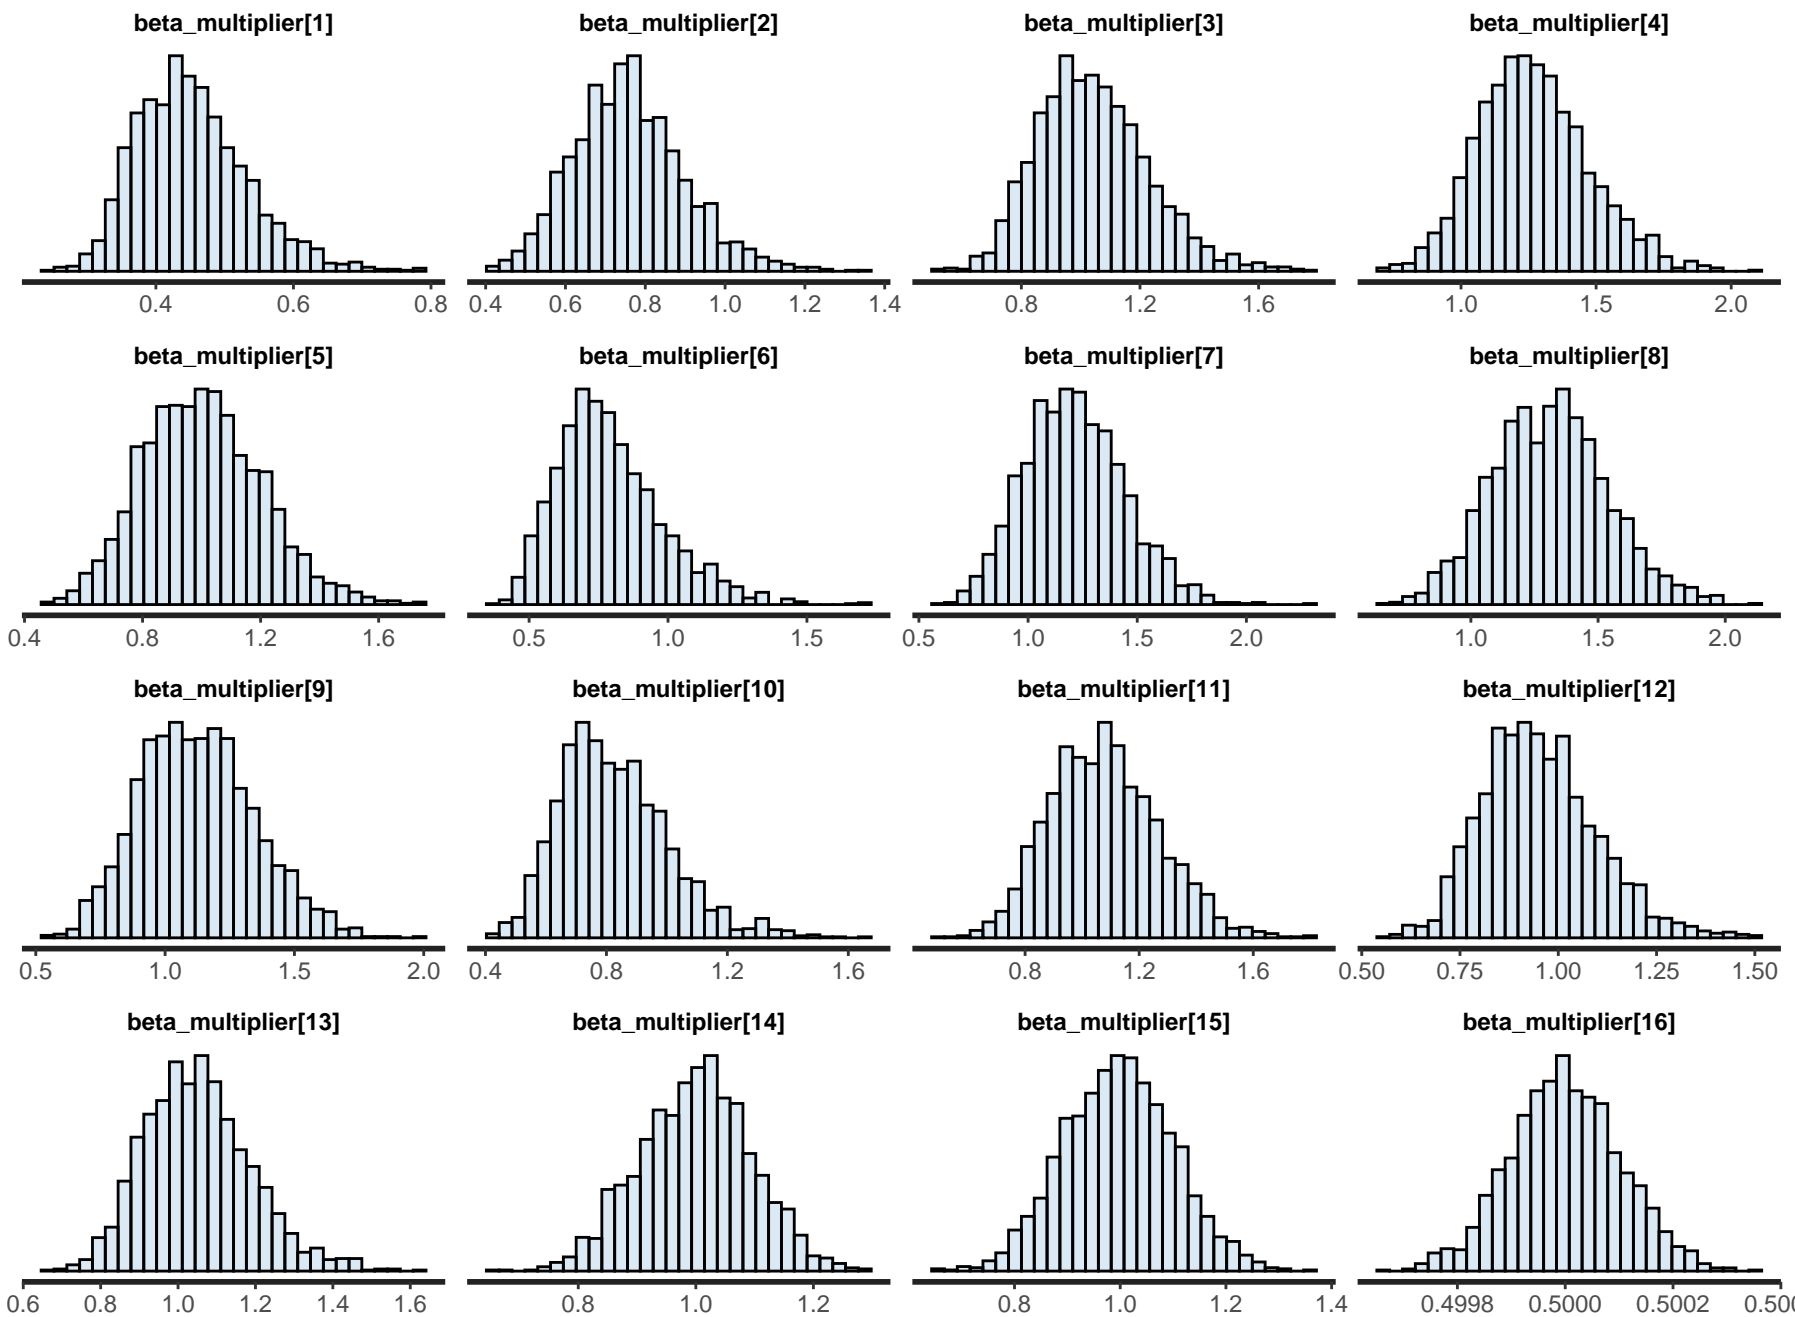 beta_multiplier[1] beta_multiplier[2] beta_multiplier[3] beta_multiplier[4]
0.4 0.6 0.8 0.4 0.6 0.8 1.0 1.2 1.4 0.8 1.2 1.6 1.0 1.5 2.0
beta_multiplier[5] beta_multiplier[6] beta_multiplier[7] beta_multiplier[8]
0.4 0.8 1.2 1.6 0.5 1.0 1.5 0.5 1.0 1.5 2.0 1.0 1.5 2.0
beta_multiplier[9] beta_multiplier[10] beta_multiplier[11] beta_multiplier[12]
0.5 1.0 1.5 2.0 0.4 0.8 1.2 1.6 0.8 1.2 1.6 0.50 0.75 1.00 1.25 1.50
beta_multiplier[13] beta_multiplier[14] beta_multiplier[15] beta_multiplier[16]
0.6 0.8 1.0 1.2 1.4 1.6 0.8 1.0 1.2 0.8 1.0 1.2 1.4 0.4998 0.5000 0.5002